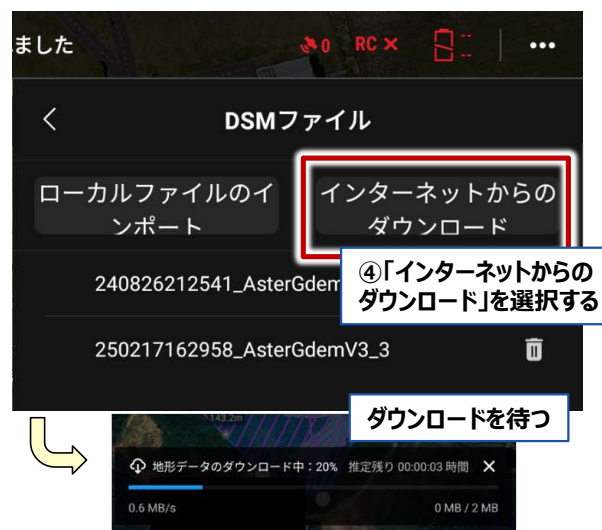 ました
0 RC × -- --
DSMファイル
ローカルファイルのイ
ンポート
インターネットからの
ダウンロード
④「インターネットからの
ダウンロード」を選択する
240826212541_AsterGdem
250217162958_AsterGdemV3_3
ダウンロードを待つ
143.2m
地形データのダウンロード中：20% 推定残り 00:00:03 時間
0.6 MB/s 0 MB / 2 MB